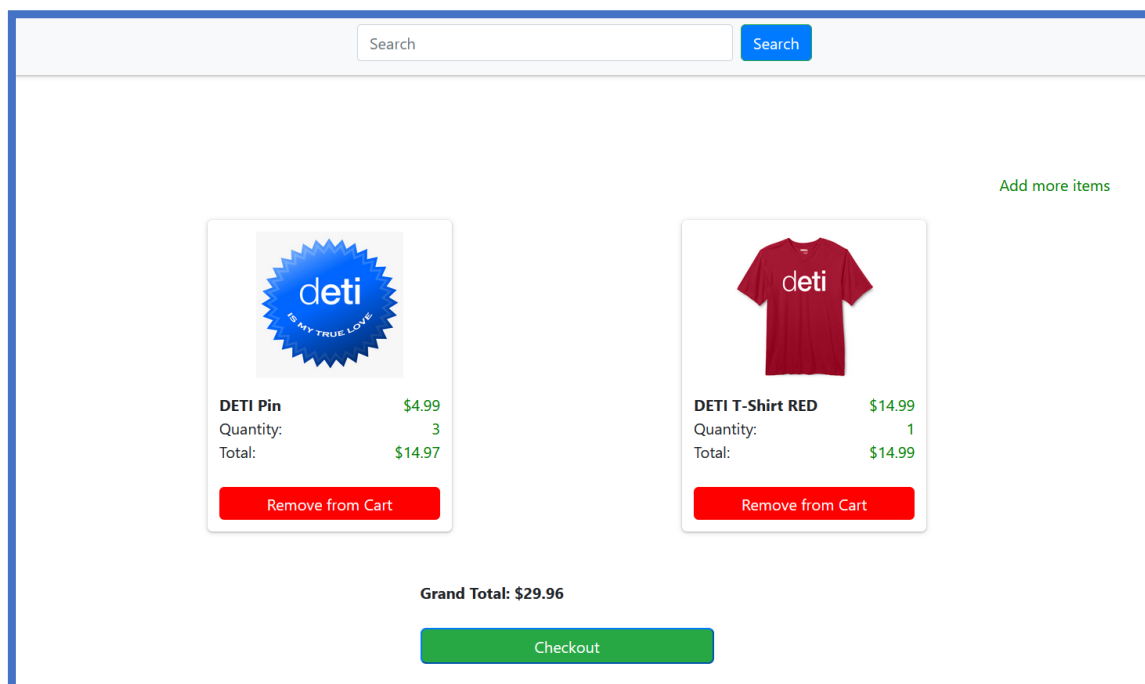 Search Search
Add more items
deti
IS MY TRUE LOVE
DETI Pin $4.99
Quantity: 3
Total: $14.97
Remove from Cart
deti
DETI T-Shirt RED $14.99
Quantity: 1
Total: $14.99
Remove from Cart
Grand Total: $29.96
Checkout